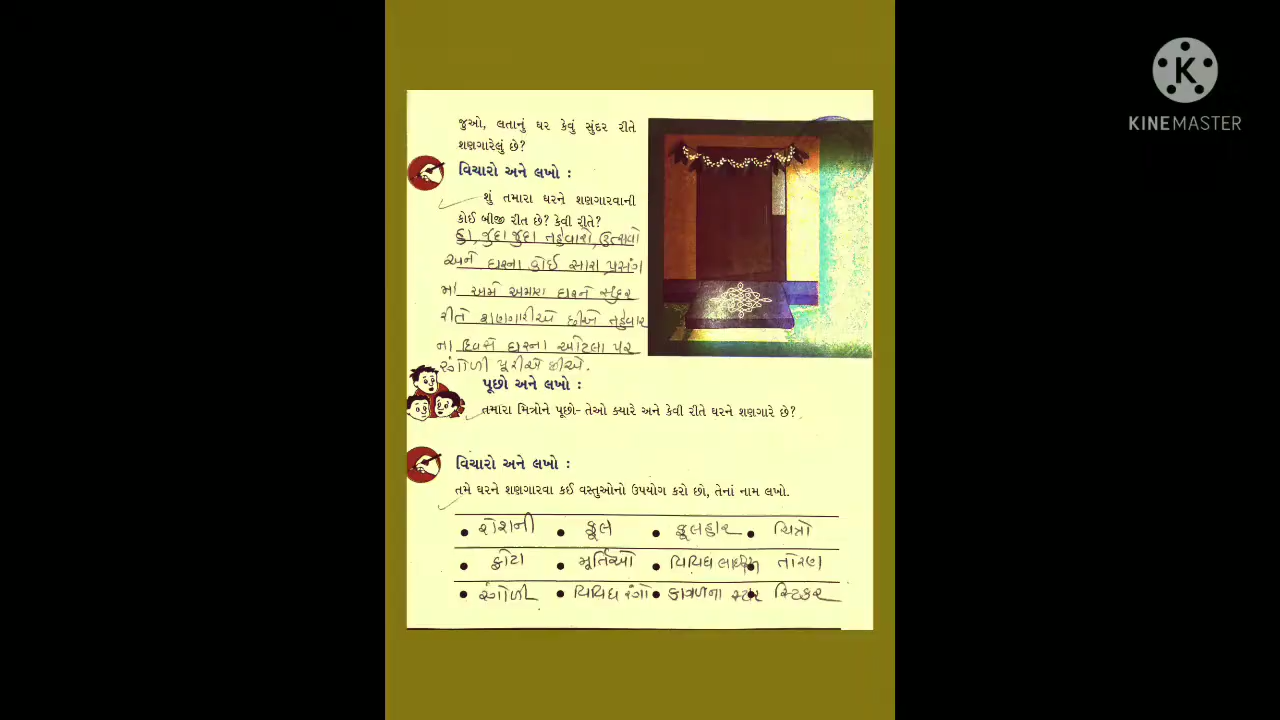 જુઓ, લતાનું ઘર કેવું સુંદર રીતે
શણગારેલું છે?
વિચારો અને લખો :
શું તમારા ઘરને શણગારવાની
કોઈ બીજી રીત છે? કેવી રીતે?
હા, જુદા જુદા તહેવારો, ઉત્સવો
અને ઘરના કોઈ સારા પ્રસંગ
માં અમે અમારા ઘરને સુંદર
રીતે શણગારીએ છીએ તહેવાર
ના દિવસે ઘરના ઓટલા પર
રંગોળી પૂરીએ છીએ.
પૂછો અને લખો :
તમારા મિત્રોને પૂછો- તેઓ ક્યારે અને કેવી રીતે ઘરને શણગારે છે?
વિચારો અને લખો :
તમે ઘરને શણગારવા કઈ વસ્તુઓનો ઉપયોગ કરો છો, તેનાં નામ લખો.
• રોશની • ફૂલ • ફૂલહાર • ચિત્રો
• ફોટા • મૂર્તિઓ • વિવિધ • તોરણ
• રંગોળી • વિવિધ રંગો • કાગળના સ્ટાર • સ્ટિકર
KINEMASTER